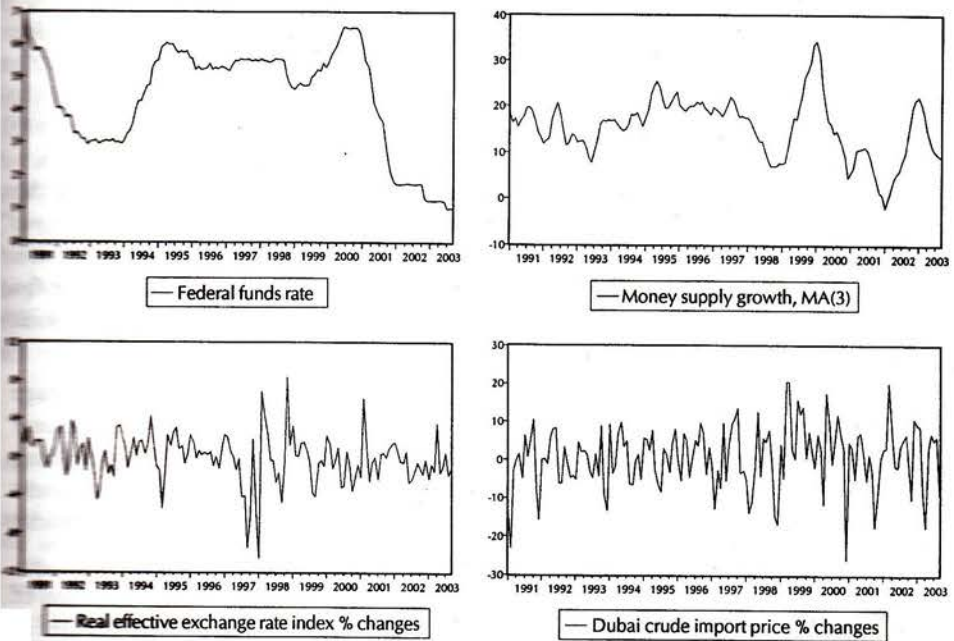 1993 1994 1995 1996 1997 1998 1999 2000 2001 2002 2003
— Federal funds rate
40
30
20
10
0
-10
1991 1992 1993 1994 1995 1996 1997 1998 1999 2000 2001 2002 2003
— Money supply growth, MA(3)
1992 1993 1994 1995 1996 1997 1998 1999 2000 2001 2002 2003
— Real effective exchange rate index % changes
30
20
10
0
-10
-20
-30
1991 1992 1993 1994 1995 1996 1997 1998 1999 2000 2001 2002 2003
— Dubai crude import price % changes